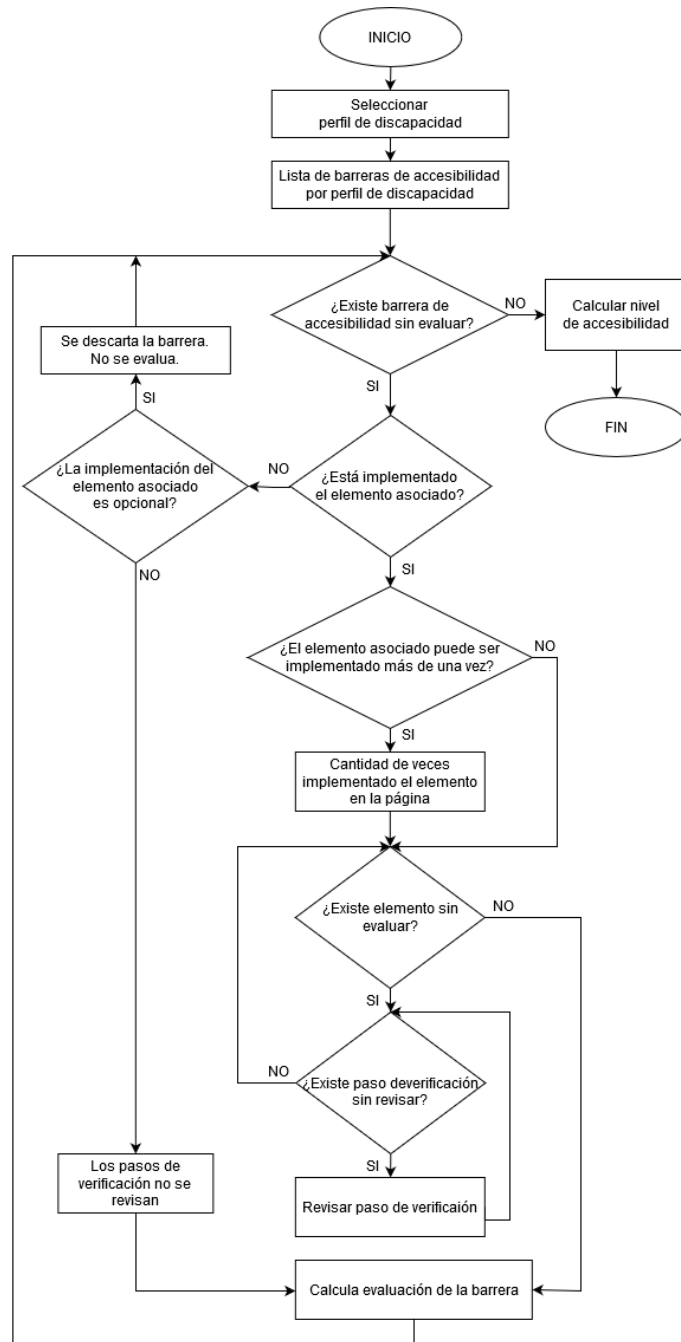 INICIO
Seleccionar
perfil de discapacidad
Lista de barreras de accesibilidad
por perfil de discapacidad
¿Existe barrera de
accesibilidad sin evaluar?
NO
Calcular nivel
de accesibilidad
FIN
SI
Se descarta la barrera.
No se evalua.
SI
¿La implementación del
elemento asociado
es opcional?
NO
¿Está implementado
el elemento asociado?
NO
SI
¿El elemento asociado puede ser
implementado más de una vez?
NO
SI
Cantidad de veces
implementado el elemento
en la página
¿Existe elemento sin
evaluar?
NO
SI
NO
¿Existe paso deverificación
sin revisar?
SI
Los pasos de
verificación no se
revisan
Revisar paso de verificaión
Calcula evaluación de la barrera